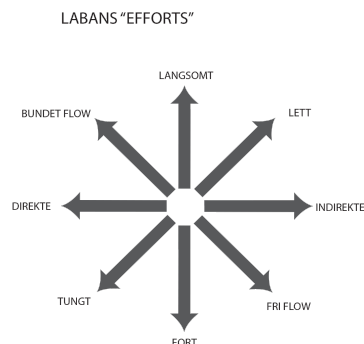 LABANS “EFFORTS”
LANGSOMT
BUNDET FLOW
LETT
DIREKTE
INDIREKTE
TUNGT
FRI FLOW
FORT